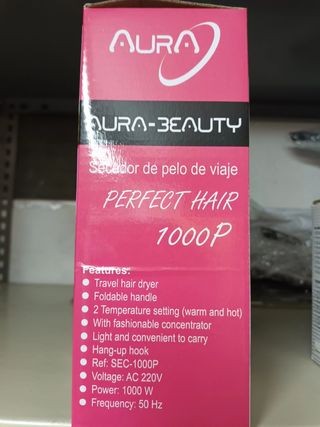 AURA
AURA-BEAUTY
Secador de pelo de viaje
PERFECT HAIR
1000P
Features:
Travel hair dryer
Foldable handle
2 Temperature setting (warm and hot)
With fashionable concentrator
Light and convenient to carry
Hang-up hook
Ref: SEC-1000P
Voltage: AC 220V
Power: 1000 W
Frequency: 50 Hz